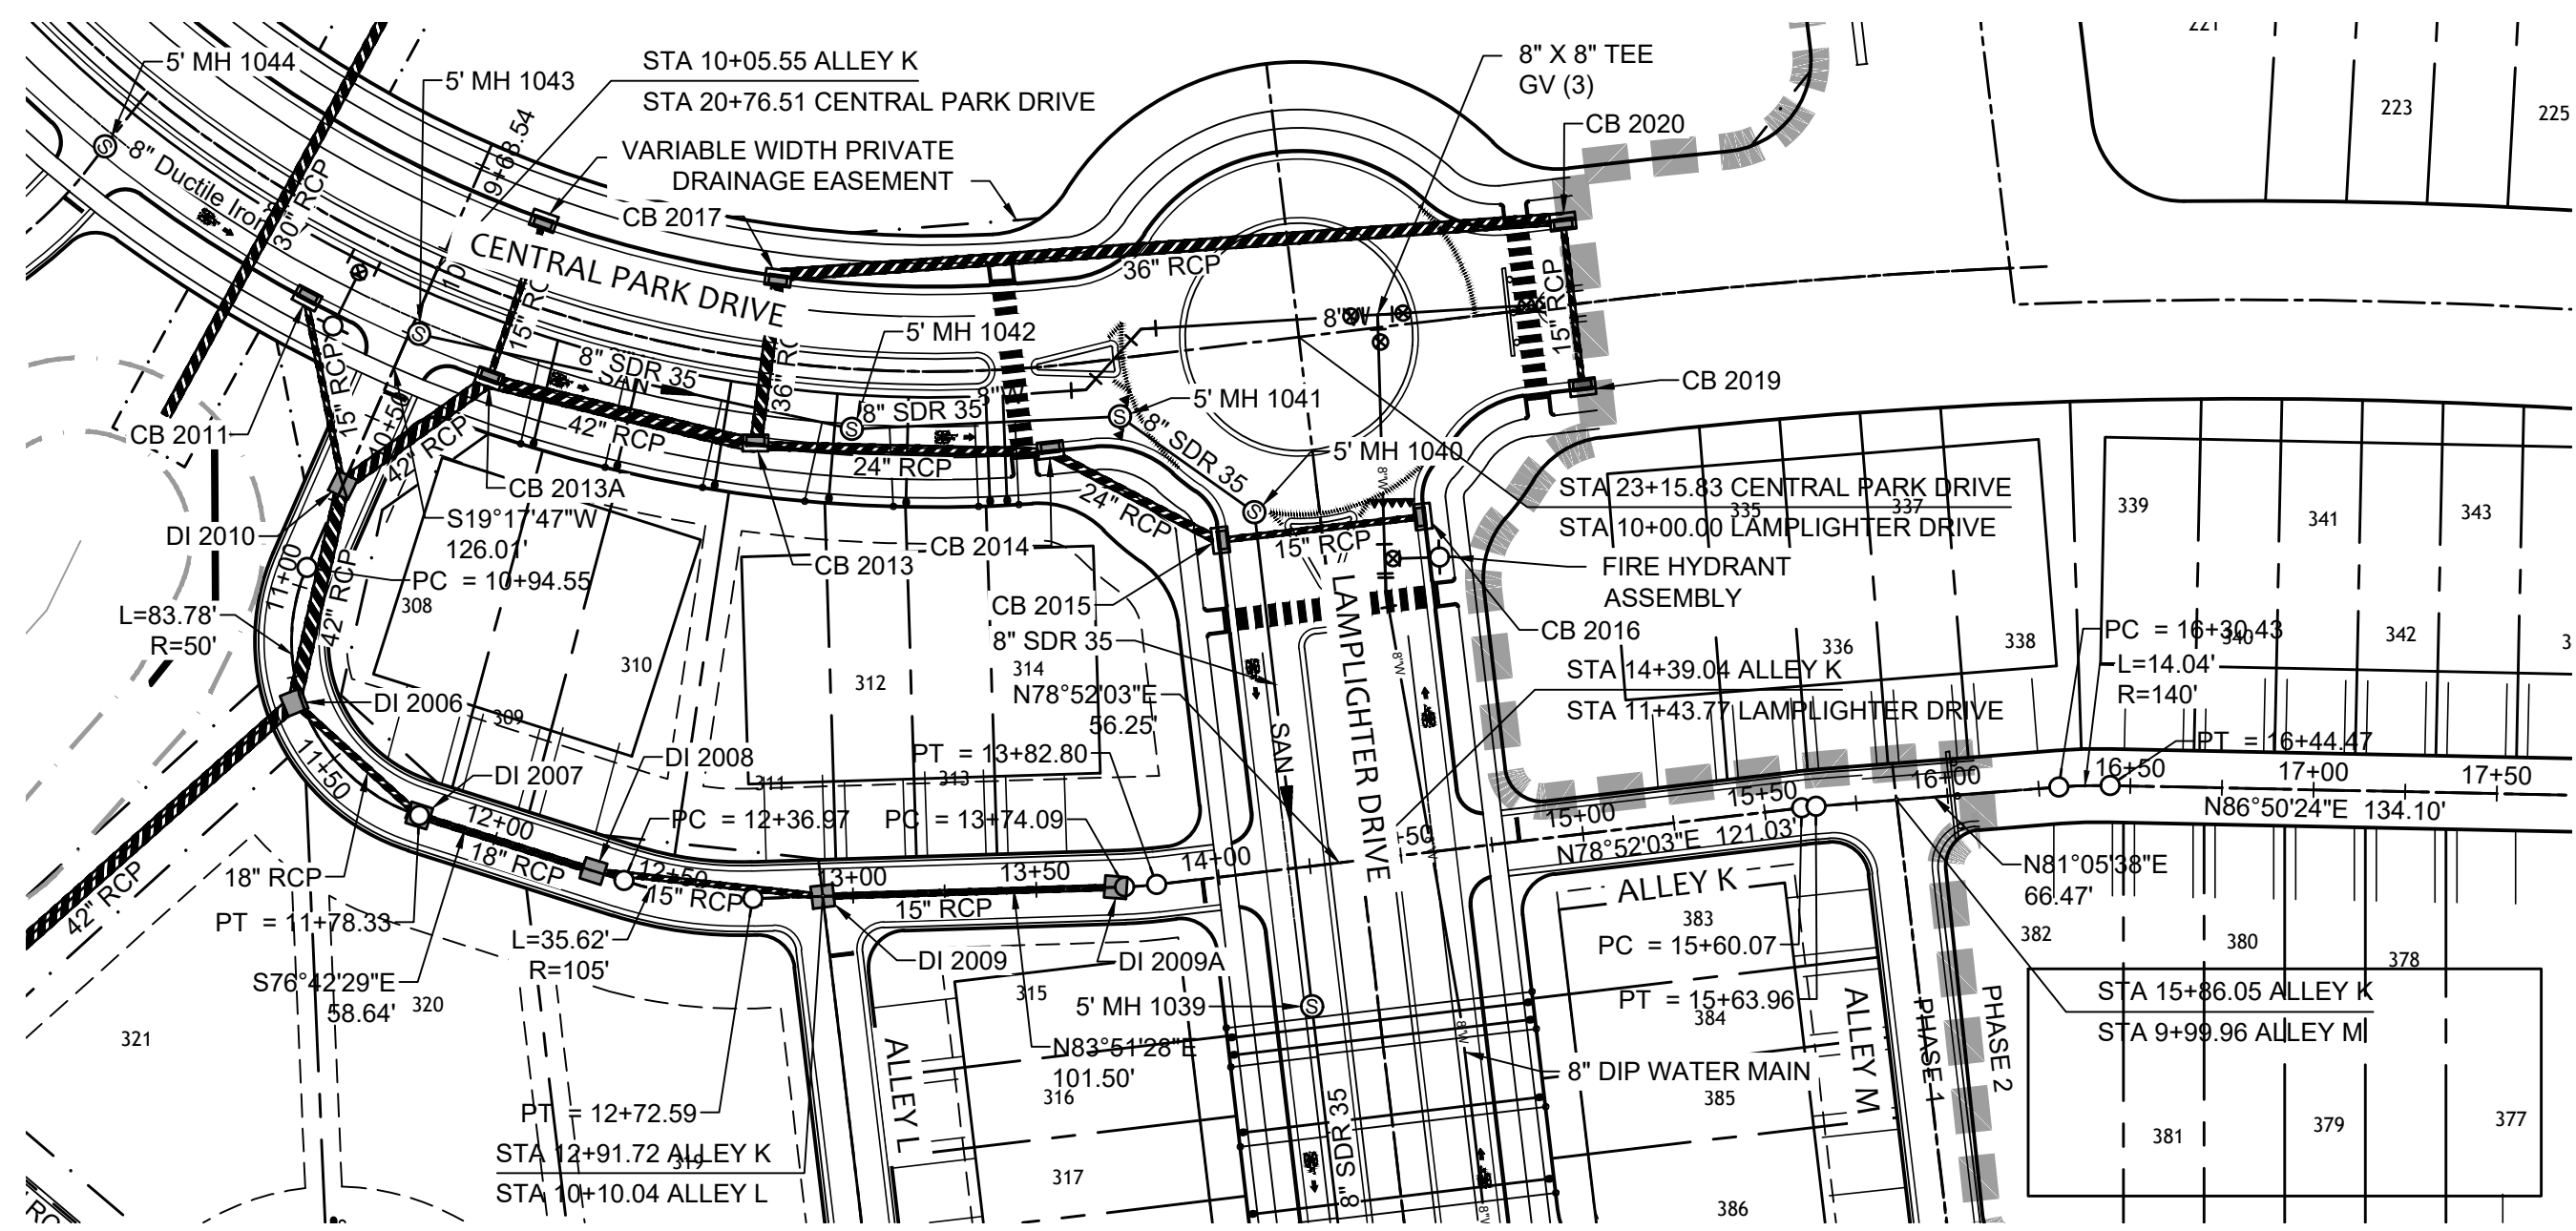 5' MH 1044
5' MH 1043
STA 10+05.55 ALLEY K
STA 20+76.51 CENTRAL PARK DRIVE
VARIABLE WIDTH PRIVATE
DRAINAGE EASEMENT
8" X 8" TEE
GV (3)
CB 2020
221
223
225
9+63.54
8" Ductile Iron
30" RCP
CB 2017
CENTRAL PARK DRIVE
36" RCP
15" RCP
8"W
5' MH 1042
15" RCP
8" SDR 35
SAN
36" RC
8" SDR 35
8"W
5' MH 1041
CB 2019
CB 2011
15" RCP
10+50
42" RCP
42" RCP
24" RCP
8" SDR 35
5' MH 1040
8"W
CB 2013A
S19°17'47"W
126.01'
DI 2010
CB 2013
CB 2014
24" RCP
15" RCP
STA 23+15.83 CENTRAL PARK DRIVE
STA 10+00.00 LAMPLIGHTER DRIVE
335
337
339
341
343
FIRE HYDRANT
ASSEMBLY
11+00
PC = 10+94.55
308
42" RCP
L=83.78'
R=50'
CB 2015
CB 2016
8" SDR 35
314
N78°52'03"E
56.25'
LAMPLIGHTER DRIVE
8"W
STA 14+39.04 ALLEY K
STA 11+43.77 LAMPLIGHTER DRIVE
336
338
PC = 16+30.43
340
342
L=14.04'
R=140'
310
312
DI 2006
309
DI 2008
PT = 13+82.80
SAN
PT = 16+44.47
11+50
DI 2007
311
313
PC = 12+36.97
PC = 13+74.09
12+00
18" RCP
12+50
15" RCP
13+00
13+50
15" RCP
14+00
+50
8"W
15+00
15+50
16+00
16+50
17+00
17+50
N78°52'03"E 121.03'
N86°50'24"E 134.10'
42" RCP
18" RCP
PT = 11+78.33
L=35.62'
R=105'
DI 2009
DI 2009A
ALLEY K
383
PC = 15+60.07
N81°05'38"E
66.47'
382
380
378
S76°42'29"E
58.64'
320
321
315
5' MH 1039
PT = 15+63.96
384
STA 15+86.05 ALLEY K
STA 9+99.96 ALLEY M
ALLEY L
N83°51'28"E
101.50'
316
8"W
8" DIP WATER MAIN
ALLEY M
PHASE 1
PHASE 2
385
PT = 12+72.59
STA 12+91.72 ALLEY K
319
STA 10+10.04 ALLEY L
317
8" SDR 35
8"W
386
381
379
377